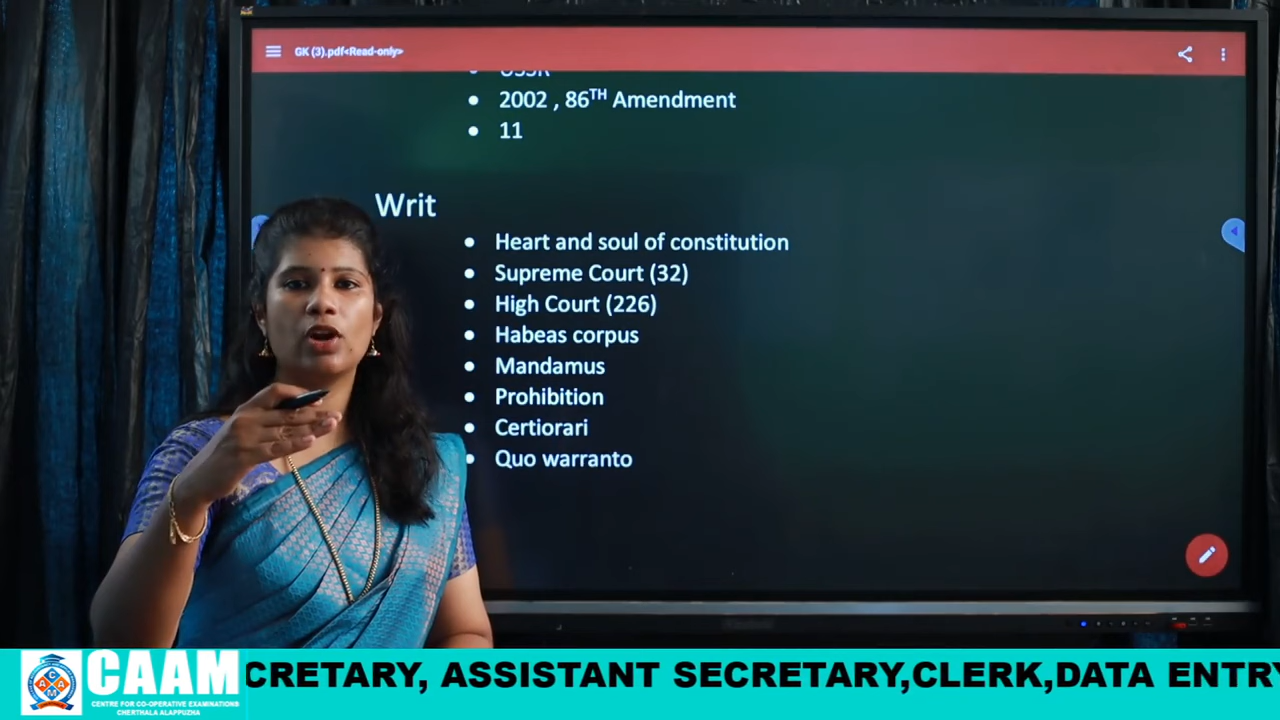 GK (3).pdf<Read-only>
USSR
2002 , 86TH Amendment
11
Writ
Heart and soul of constitution
Supreme Court (32)
High Court (226)
Habeas corpus
Mandamus
Prohibition
Certiorari
Quo warranto
CAAM
CENTRE FOR CO-OPERATIVE EXAMINATIONS
CHERTHALA ALAPPUZHA
CRETARY, ASSISTANT SECRETARY,CLERK,DATA ENTRY